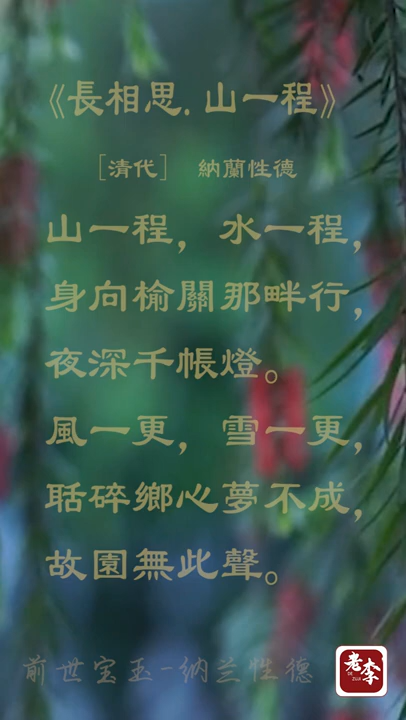 《長相思.山一程》
［清代］ 納蘭性德
山一程，水一程，
身向榆關那畔行，
夜深千帳燈。
風一更，雪一更，
聒碎鄉心夢不成，
故園無此聲。
前世宝玉-纳兰性德
老李